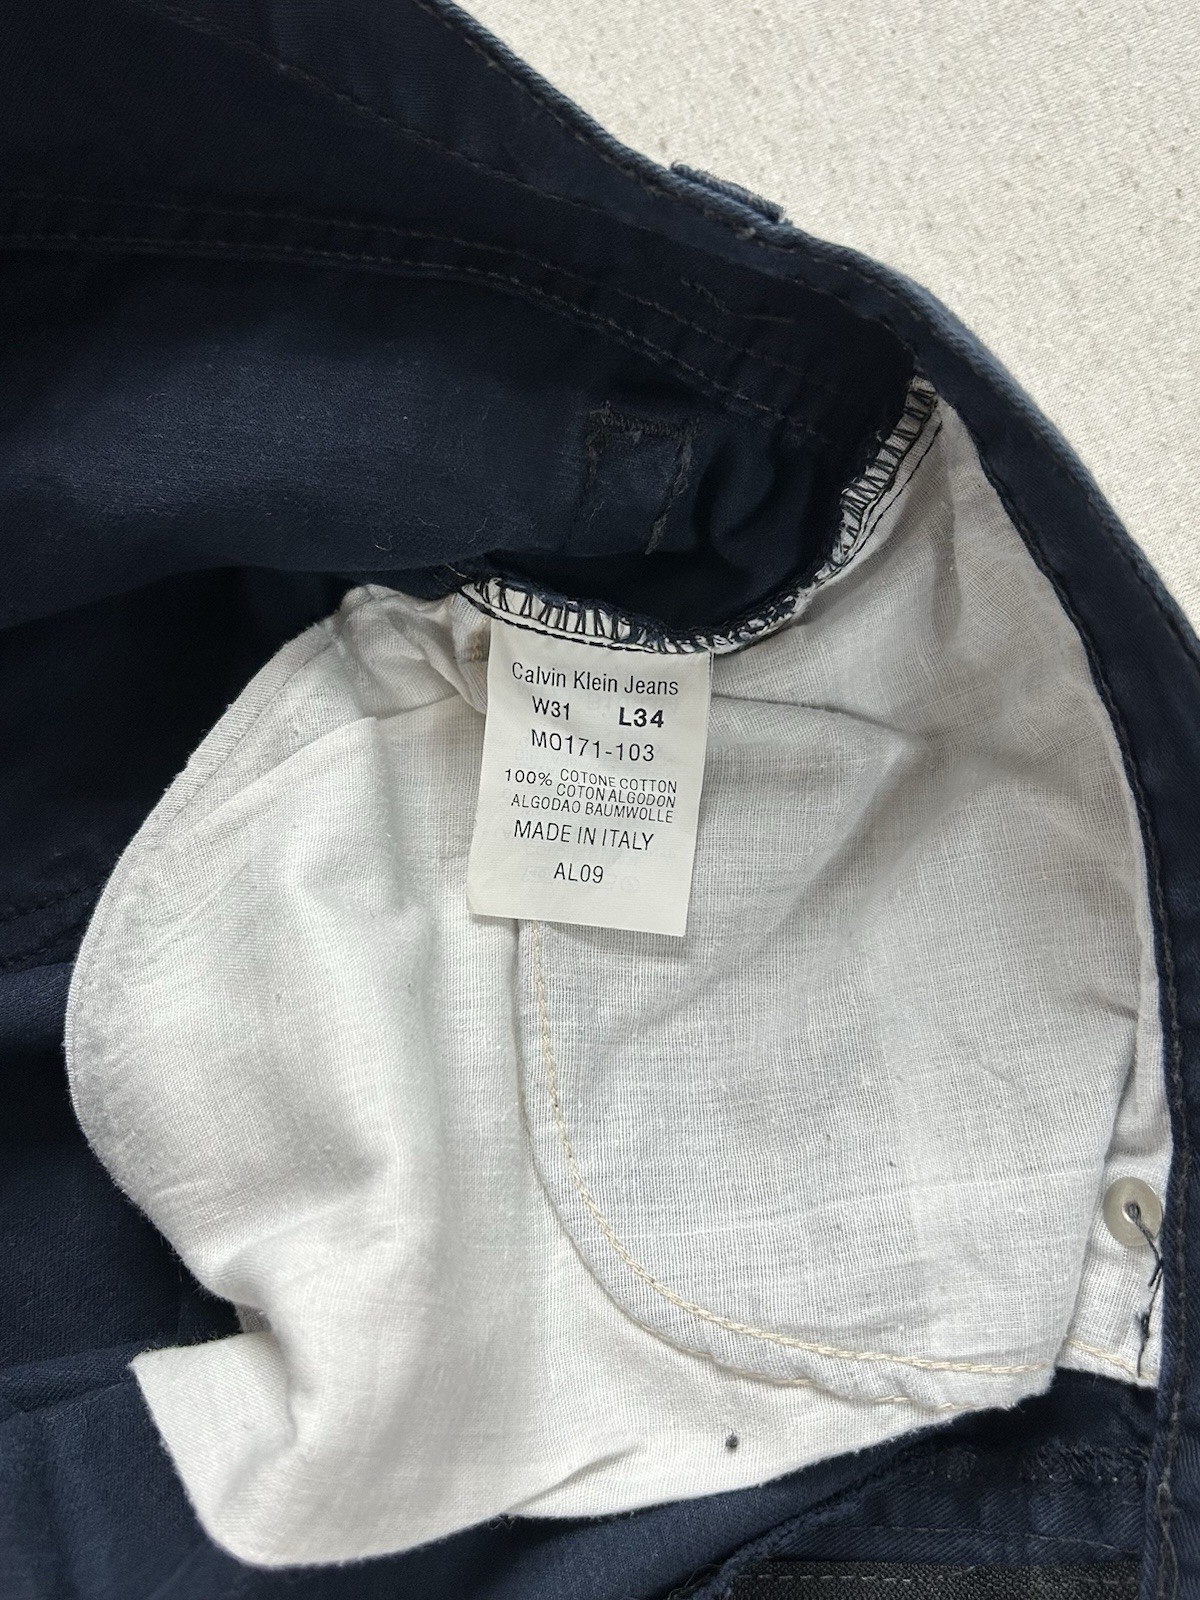 Calvin Klein Jeans
W31 L34
MO171-103
100% COTONE COTTON
COTON ALGODON
ALGODAO BAUMWOLLE
MADE IN ITALY
AL09